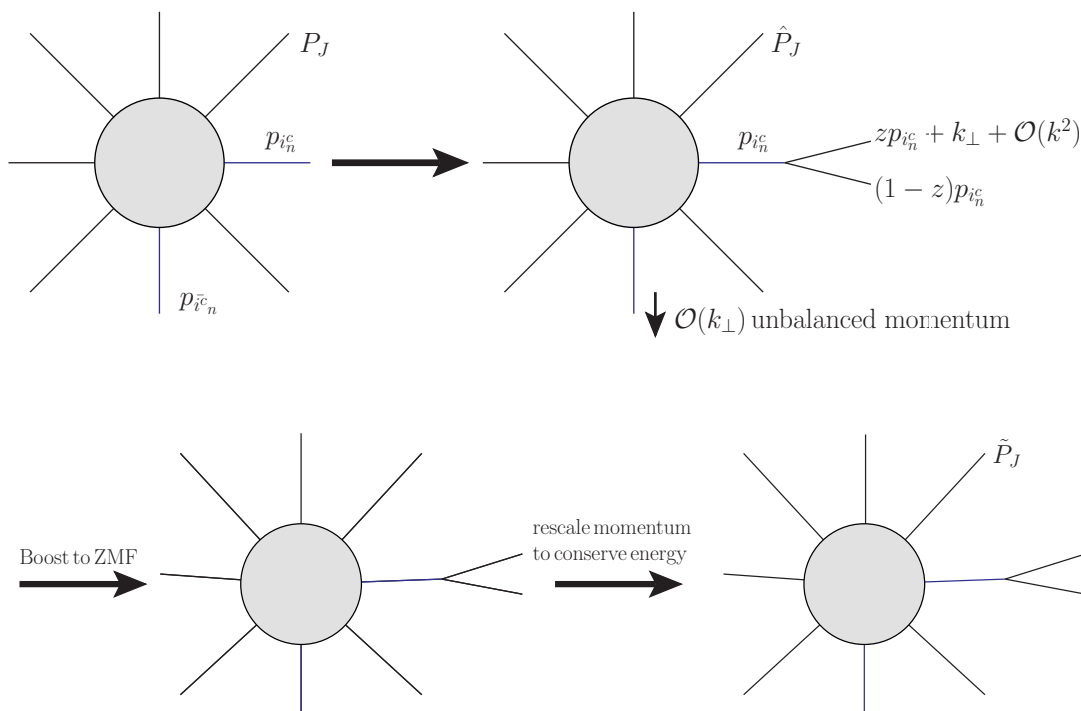 $P_J$
$p_{i_n^c}$
$p_{\bar{i^c}_n}$
$\hat{P}_J$
$p_{i_n^c}$
$zp_{i_n^c} + k_\perp + \mathcal{O}(k^2)$
$(1-z)p_{i_n^c}$
$\mathcal{O}(k_\perp)$ unbalanced momentum
Boost to ZMF
rescale momentum
to conserve energy
$\tilde{P}_J$